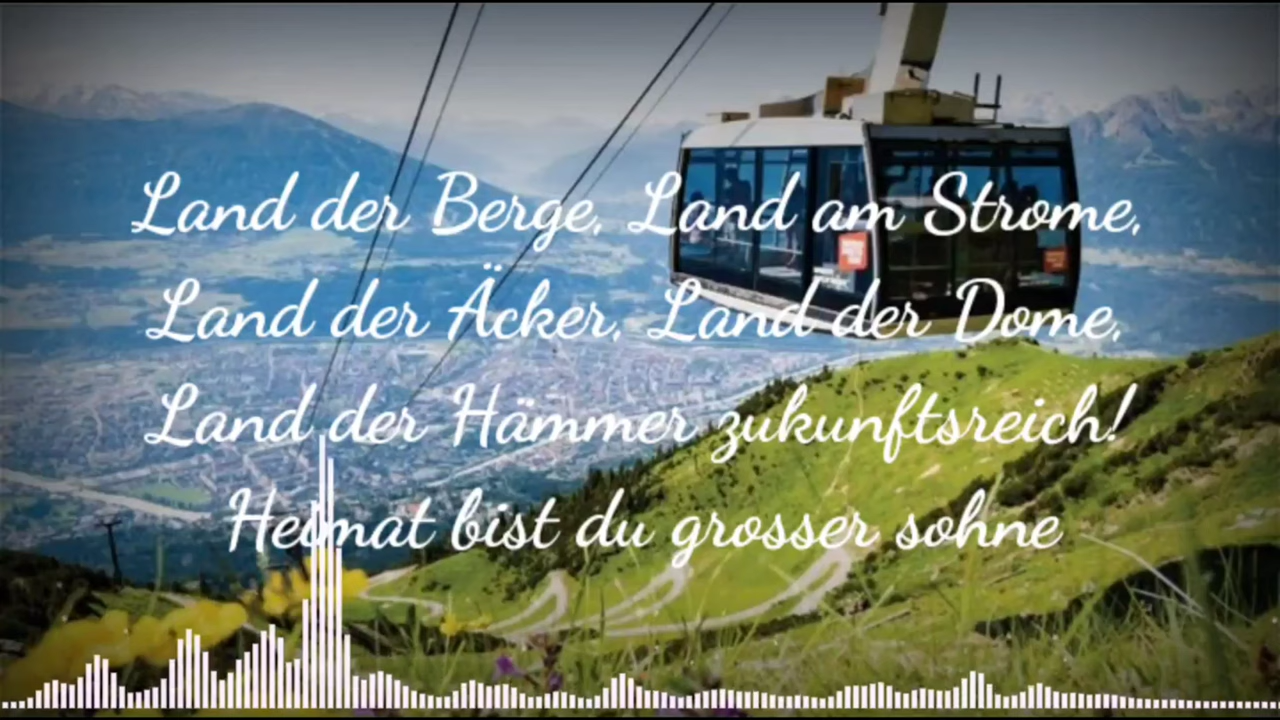 Land der Berge, Land am Strome,
Land der Äcker, Land der Dome,
Land der Hämmer zukunftsreich!
Heimat bist du grosser sohne